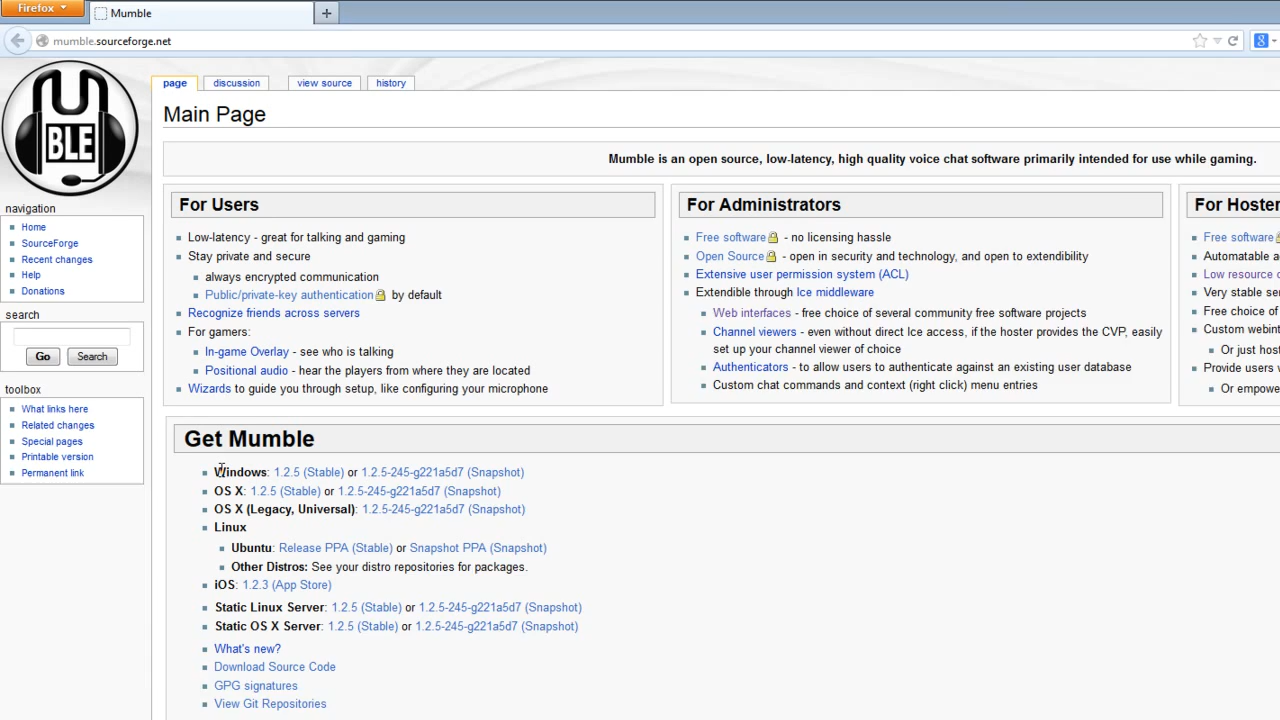 Firefox
Mumble
mumble.sourceforge.net
BLE
page
discussion
view source
history
Main Page
Mumble is an open source, low-latency, high quality voice chat software primarily intended for use while gaming.
navigation
Home
SourceForge
Recent changes
Help
Donations
search
Go
Search
toolbox
What links here
Related changes
Special pages
Printable version
Permanent link
For Users
Low-latency - great for talking and gaming
Stay private and secure
always encrypted communication
Public/private-key authentication by default
Recognize friends across servers
For gamers:
In-game Overlay - see who is talking
Positional audio - hear the players from where they are located
Wizards to guide you through setup, like configuring your microphone
For Administrators
Free software - no licensing hassle
Open Source - open in security and technology, and open to extendibility
Extensive user permission system (ACL)
Extendible through Ice middleware
Web interfaces - free choice of several community free software projects
Channel viewers - even without direct Ice access, if the hoster provides the CVP, easily
set up your channel viewer of choice
Authenticators - to allow users to authenticate against an existing user database
Custom chat commands and context (right click) menu entries
For Hoster
Free software
Automatable a
Low resource c
Very stable se
Free choice of
Custom webint
Or just host
Provide users
Or empowe
Get Mumble
Windows: 1.2.5 (Stable) or 1.2.5-245-g221a5d7 (Snapshot)
OS X: 1.2.5 (Stable) or 1.2.5-245-g221a5d7 (Snapshot)
OS X (Legacy, Universal): 1.2.5-245-g221a5d7 (Snapshot)
Linux
Ubuntu: Release PPA (Stable) or Snapshot PPA (Snapshot)
Other Distros: See your distro repositories for packages.
iOS: 1.2.3 (App Store)
Static Linux Server: 1.2.5 (Stable) or 1.2.5-245-g221a5d7 (Snapshot)
Static OS X Server: 1.2.5 (Stable) or 1.2.5-245-g221a5d7 (Snapshot)
What's new?
Download Source Code
GPG signatures
View Git Repositories